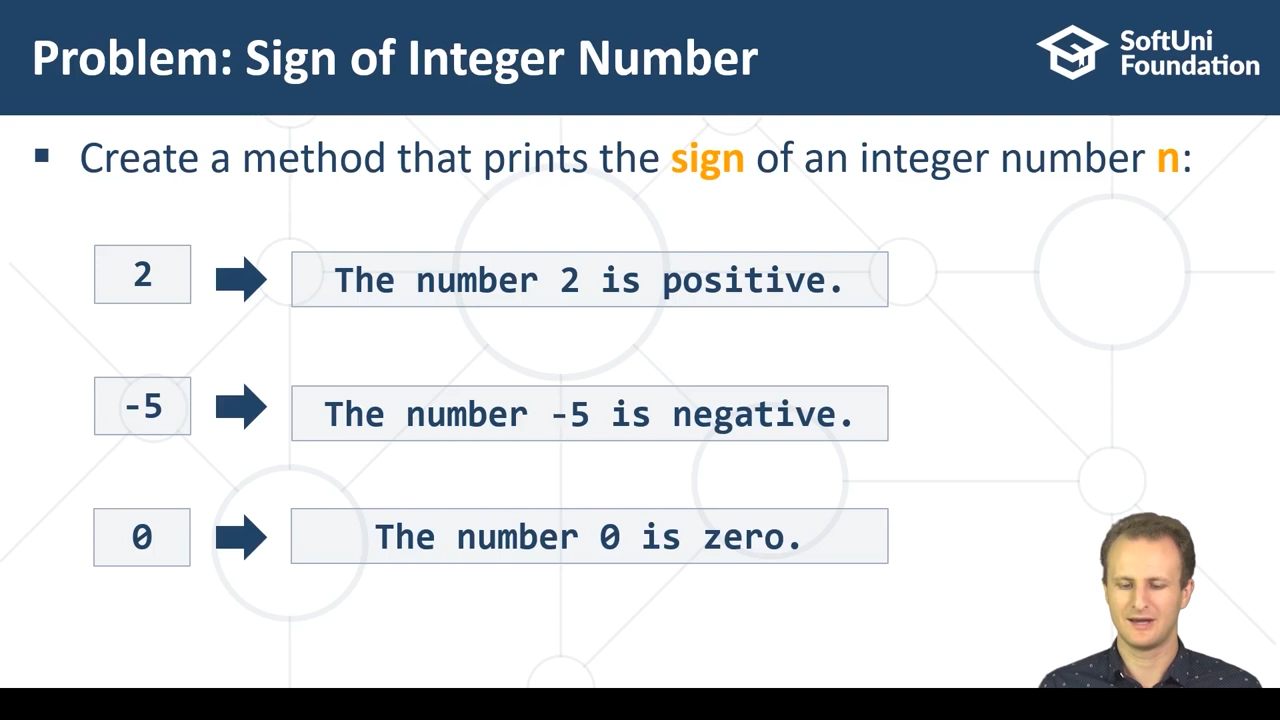 Problem: Sign of Integer Number
SoftUni
Foundation
▪ Create a method that prints the sign of an integer number n:
2
The number 2 is positive.
-5
The number -5 is negative.
0
The number 0 is zero.